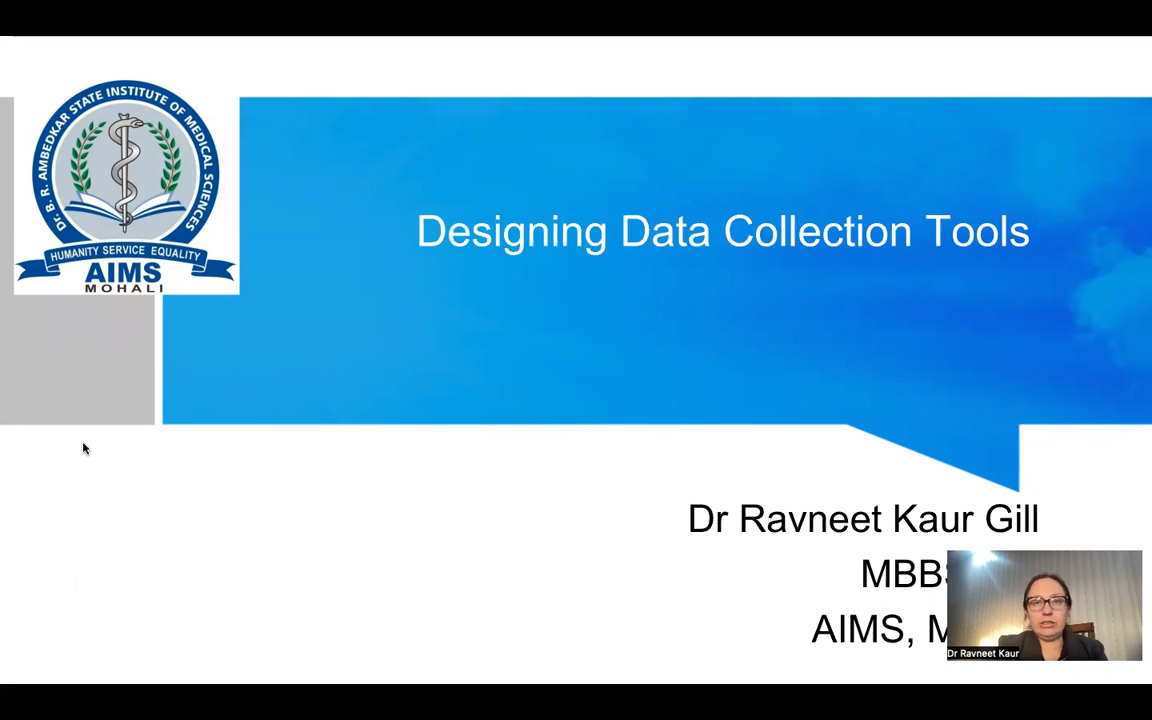 Dr. B. R. AMBEDKAR STATE INSTITUTE OF MEDICAL SCIENCES
HUMANITY SERVICE EQUALITY
AIMS
MOHALI
Designing Data Collection Tools
Dr Ravneet Kaur Gill
AIMS,
Dr Ravneet Kaur